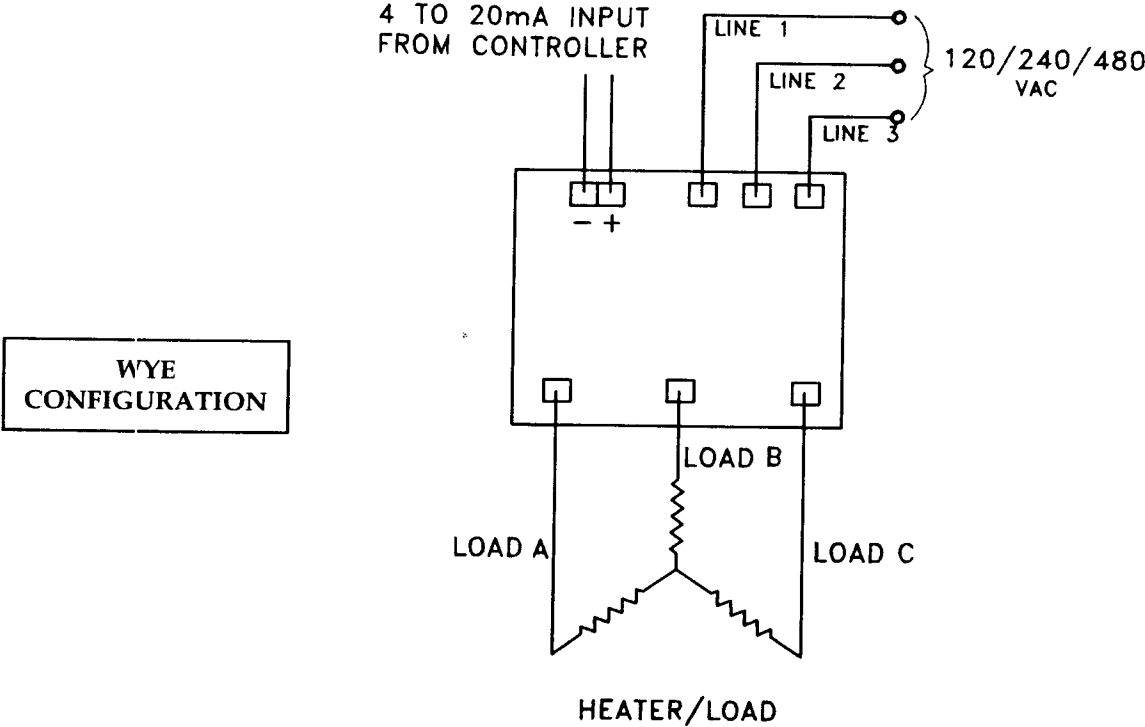 4 TO 20mA INPUT
FROM CONTROLLER
LINE 1
LINE 2
LINE 3
120/240/480
VAC
- +
WYE
CONFIGURATION
LOAD B
LOAD A
LOAD C
HEATER/LOAD